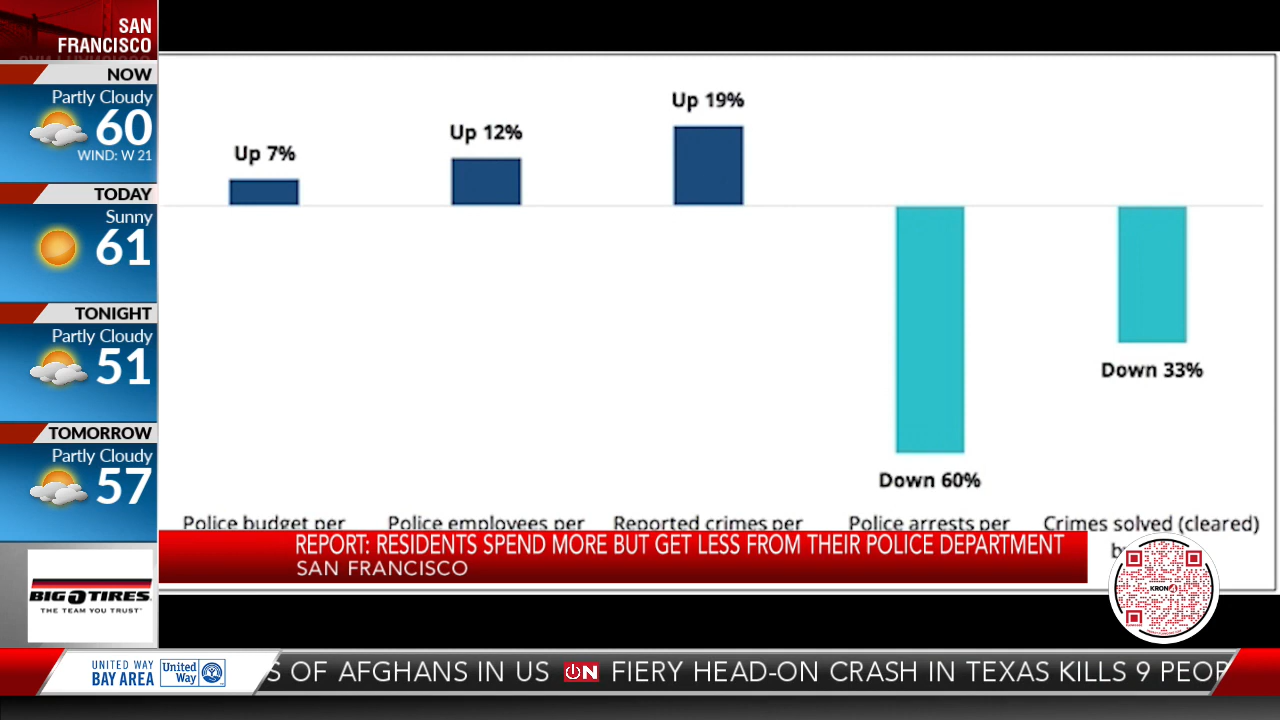 SAN
FRANCISCO
NOW
Partly Cloudy
60
WIND: W 21
TODAY
Sunny
61
TONIGHT
Partly Cloudy
51
TOMORROW
Partly Cloudy
57
BIG O TIRES
THE TEAM YOU TRUST
Up 7%
Up 12%
Up 19%
Down 60%
Down 33%
Police budget per
Police employees per
Reported crimes per
Police arrests per
Crimes solved (cleared)
REPORT: RESIDENTS SPEND MORE BUT GET LESS FROM THEIR POLICE DEPARTMENT
SAN FRANCISCO
KRON4
UNITED WAY
BAY AREA
United
Way
S OF AFGHANS IN US ON FIERY HEAD-ON CRASH IN TEXAS KILLS 9 PEOP